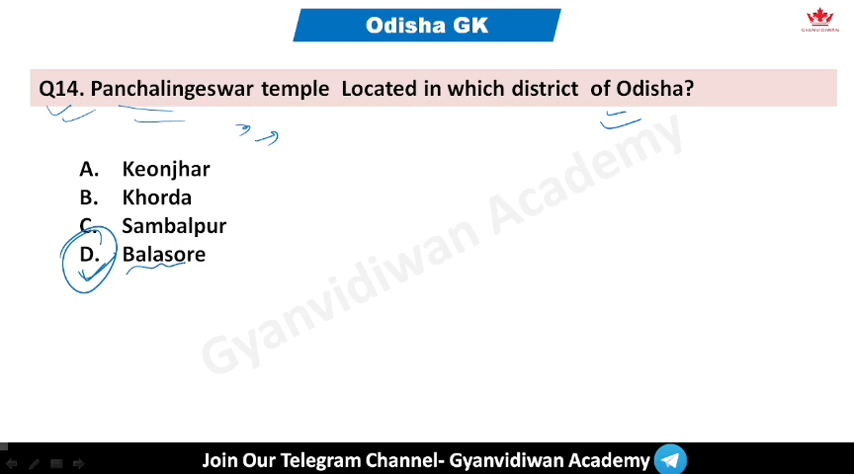 Odisha GK
GYANVIDIWAN
Q14. Panchalingeswar temple Located in which district of Odisha?
A. Keonjhar
B. Khorda
C. Sambalpur
D. Balasore
Gyanvidiwan Academy
Join Our Telegram Channel- Gyanvidiwan Academy